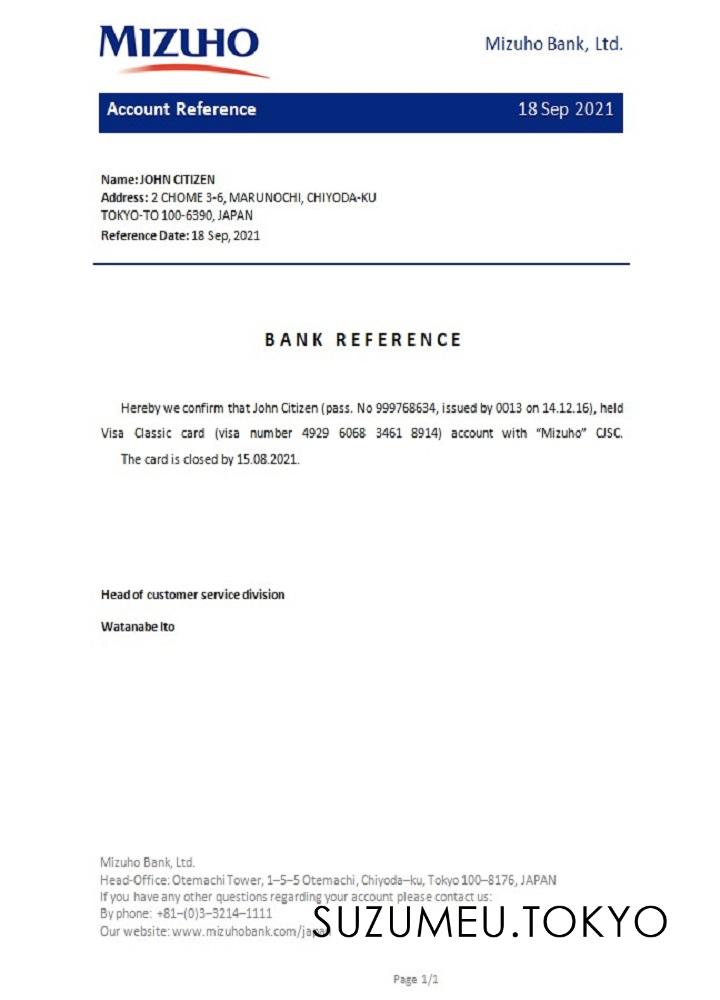 MIZUHO
Mizuho Bank, Ltd.
Account Reference
18 Sep 2021
Name: JOHN CITIZEN
Address: 2 CHOME 3-6, MARUNOCHI, CHIYODA-KU
TOKYO-TO 100-6390, JAPAN
Reference Date: 18 Sep, 2021
BANK REFERENCE
Hereby we confirm that John Citizen (pass. No 999768634, issued by 0013 on 14.12.16), held
Visa Classic card (visa number 4929 6068 3461 8914) account with “Mizuho” CJSC.
The card is closed by 15.08.2021.
Head of customer service division
Watanabe Ito
Mizuho Bank, Ltd.
Head-Office: Otemachi Tower, 1–5–5 Otemachi, Chiyoda–ku, Tokyo 100–8176, JAPAN
If you have any other questions regarding your account please contact us:
By phone: +81–(0)3–3214–1111
Our website: www.mizuhobank.com/japan
SUZUMEU.TOKYO
Page 1/1